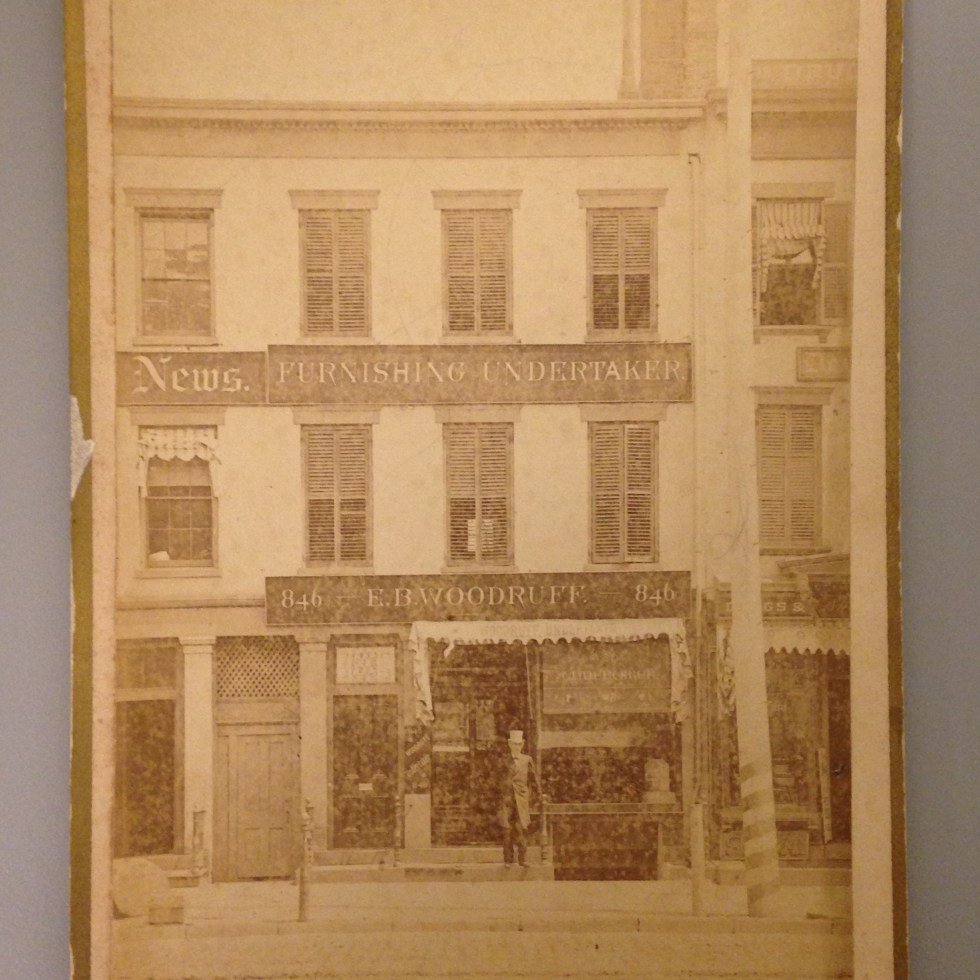 News.
FURNISHING UNDERTAKER
846 — E.B.WOODRUFF. — 846